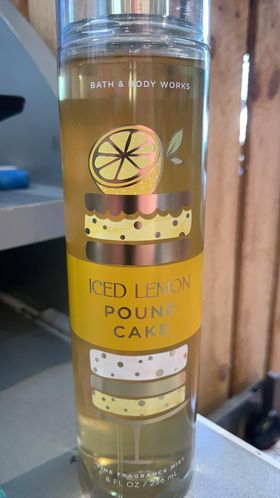 BATH & BODY WORKS
ICED LEMON
POUND
CAKE
FINE FRAGRANCE MIST
8 FL OZ / 236 mL